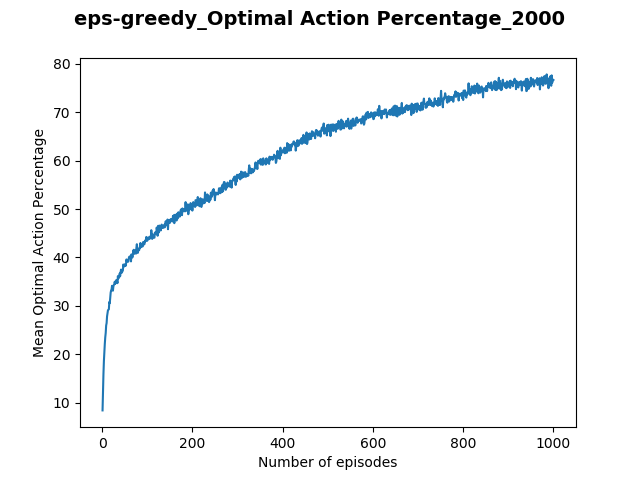 eps-greedy_Optimal Action Percentage_2000
80
70
60
50
40
30
20
10
Mean Optimal Action Percentage
0 200 400 600 800 1000
Number of episodes